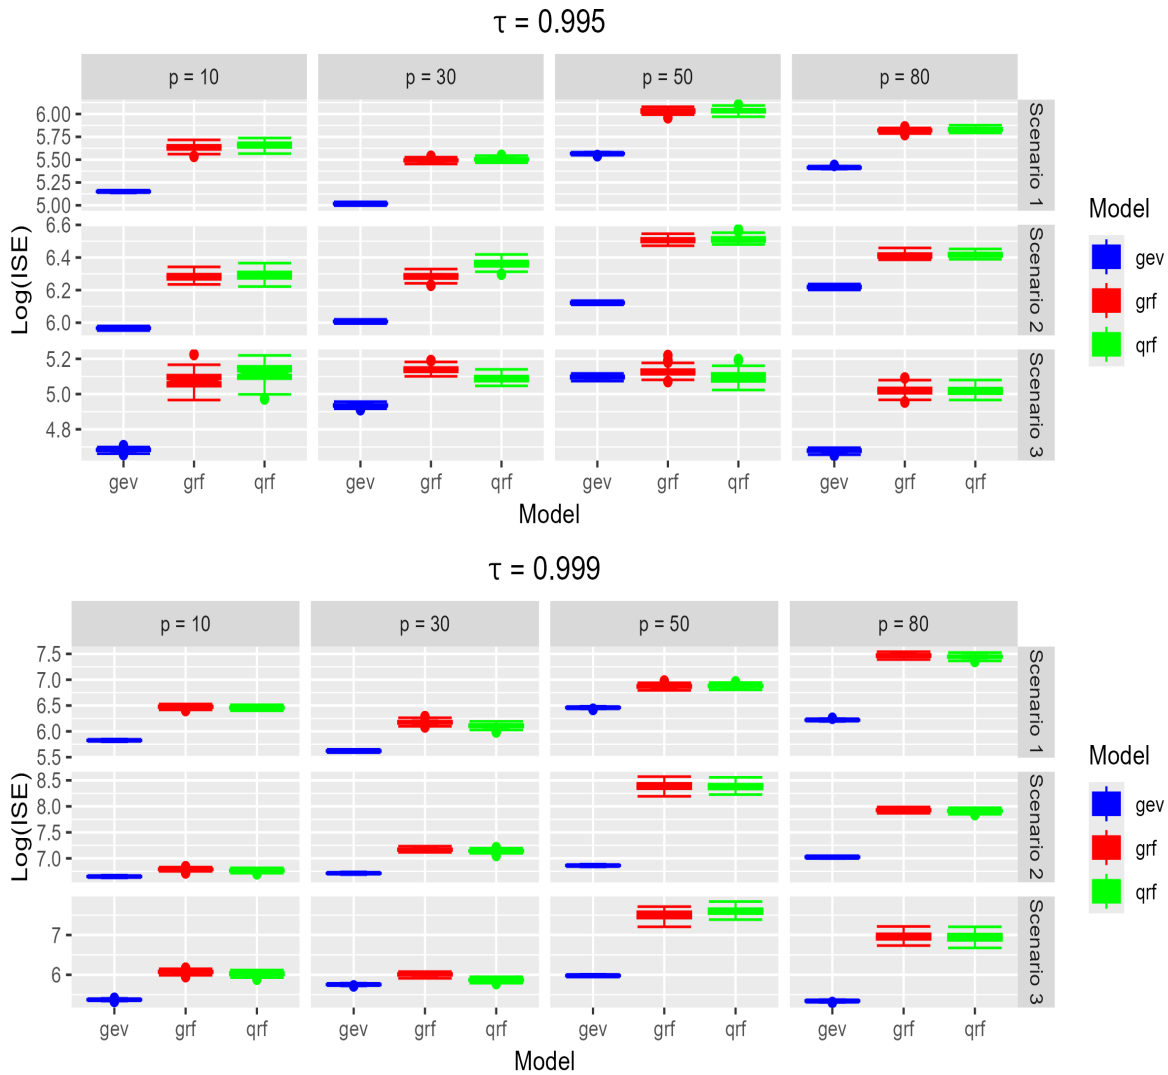 τ = 0.995
p = 10 p = 30 p = 50 p = 80
6.00
5.75
5.50
5.25
5.00
Scenario 1
6.6
6.4
6.2
6.0
Scenario 2
5.2
5.0
4.8
Scenario 3
Log(ISE)
gev grf qrf gev grf qrf gev grf qrf gev grf qrf
Model
Model
gev
grf
qrf
τ = 0.999
p = 10 p = 30 p = 50 p = 80
7.5
7.0
6.5
6.0
5.5
Scenario 1
8.5
8.0
7.5
7.0
Scenario 2
7
6
Scenario 3
Log(ISE)
gev grf qrf gev grf qrf gev grf qrf gev grf qrf
Model
Model
gev
grf
qrf